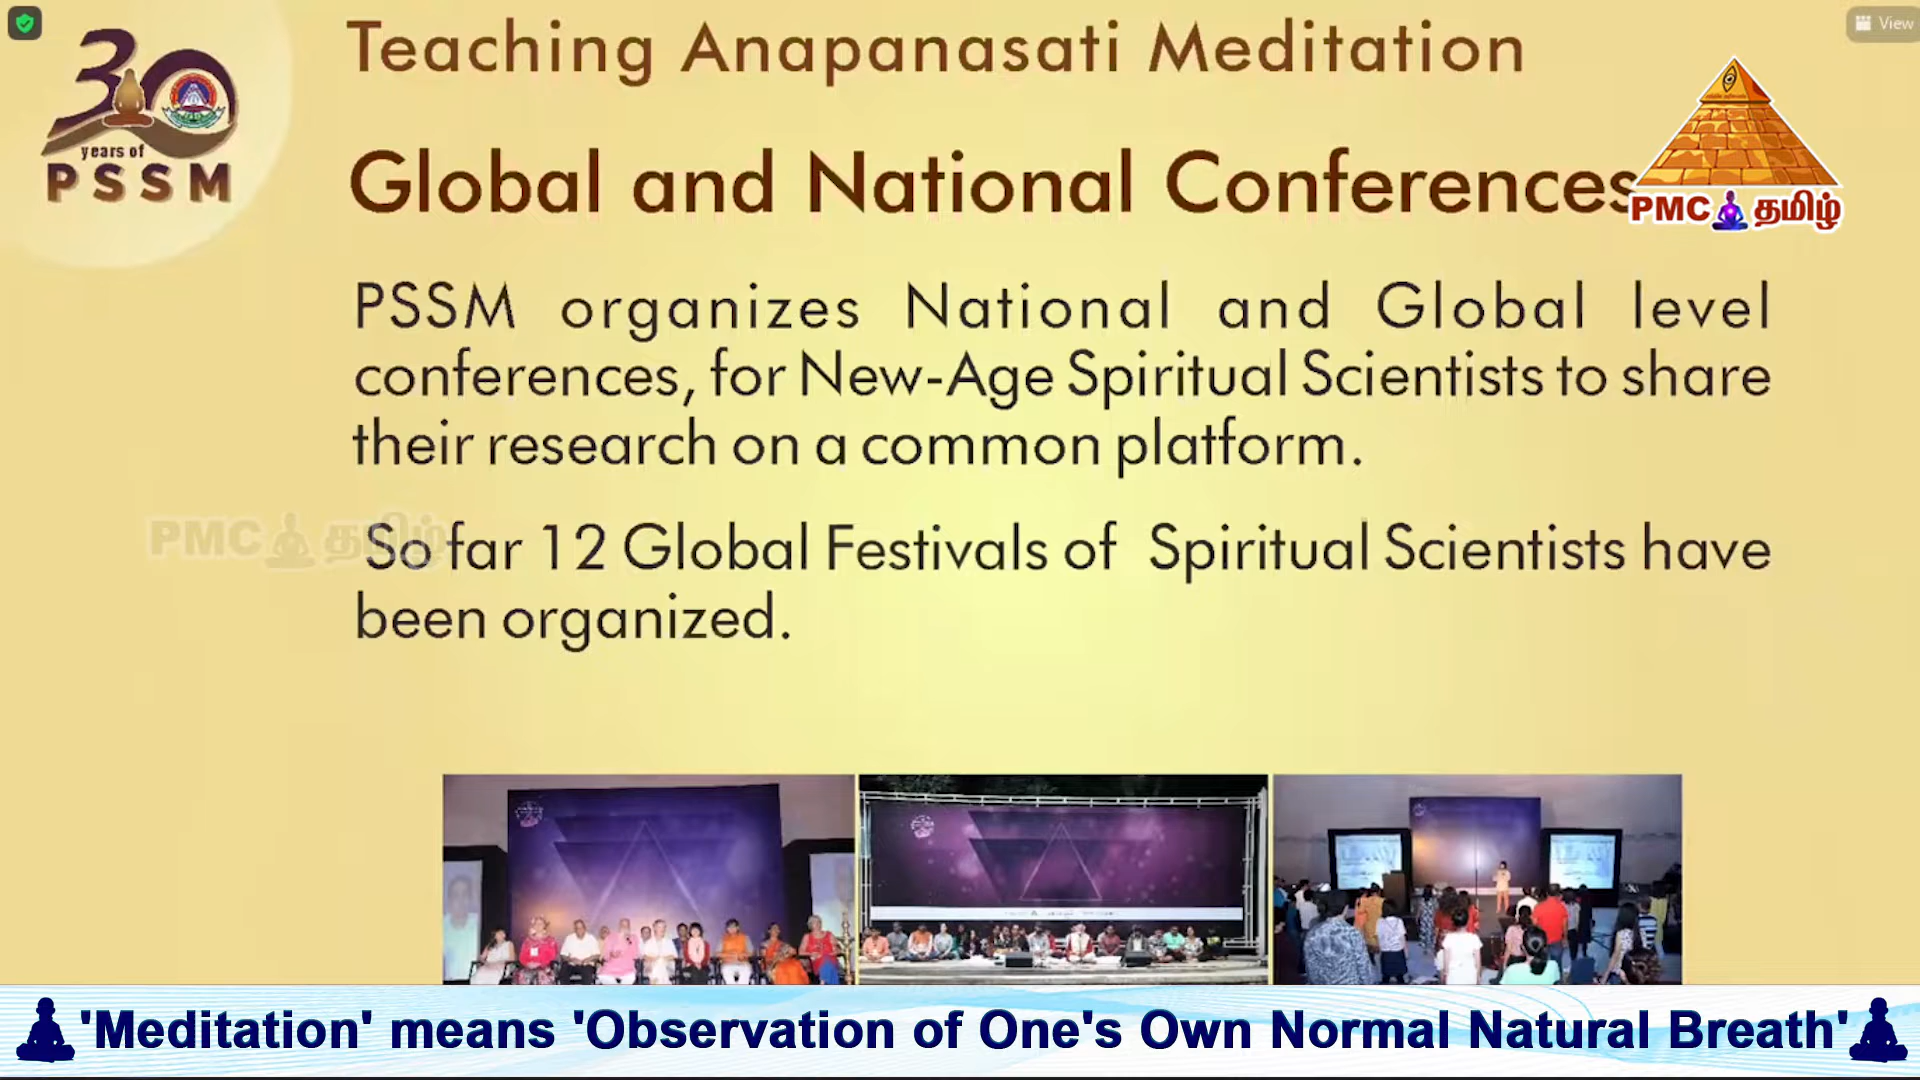 View
Teaching Anapanasati Meditation
30
years of
PSSM
Global and National Conferences
PMC தமிழ்
PSSM organizes National and Global level
conferences, for New-Age Spiritual Scientists to share
their research on a common platform.
PMC தமிழ்
So far 12 Global Festivals of Spiritual Scientists have
been organized.
'Meditation' means 'Observation of One's Own Normal Natural Breath'